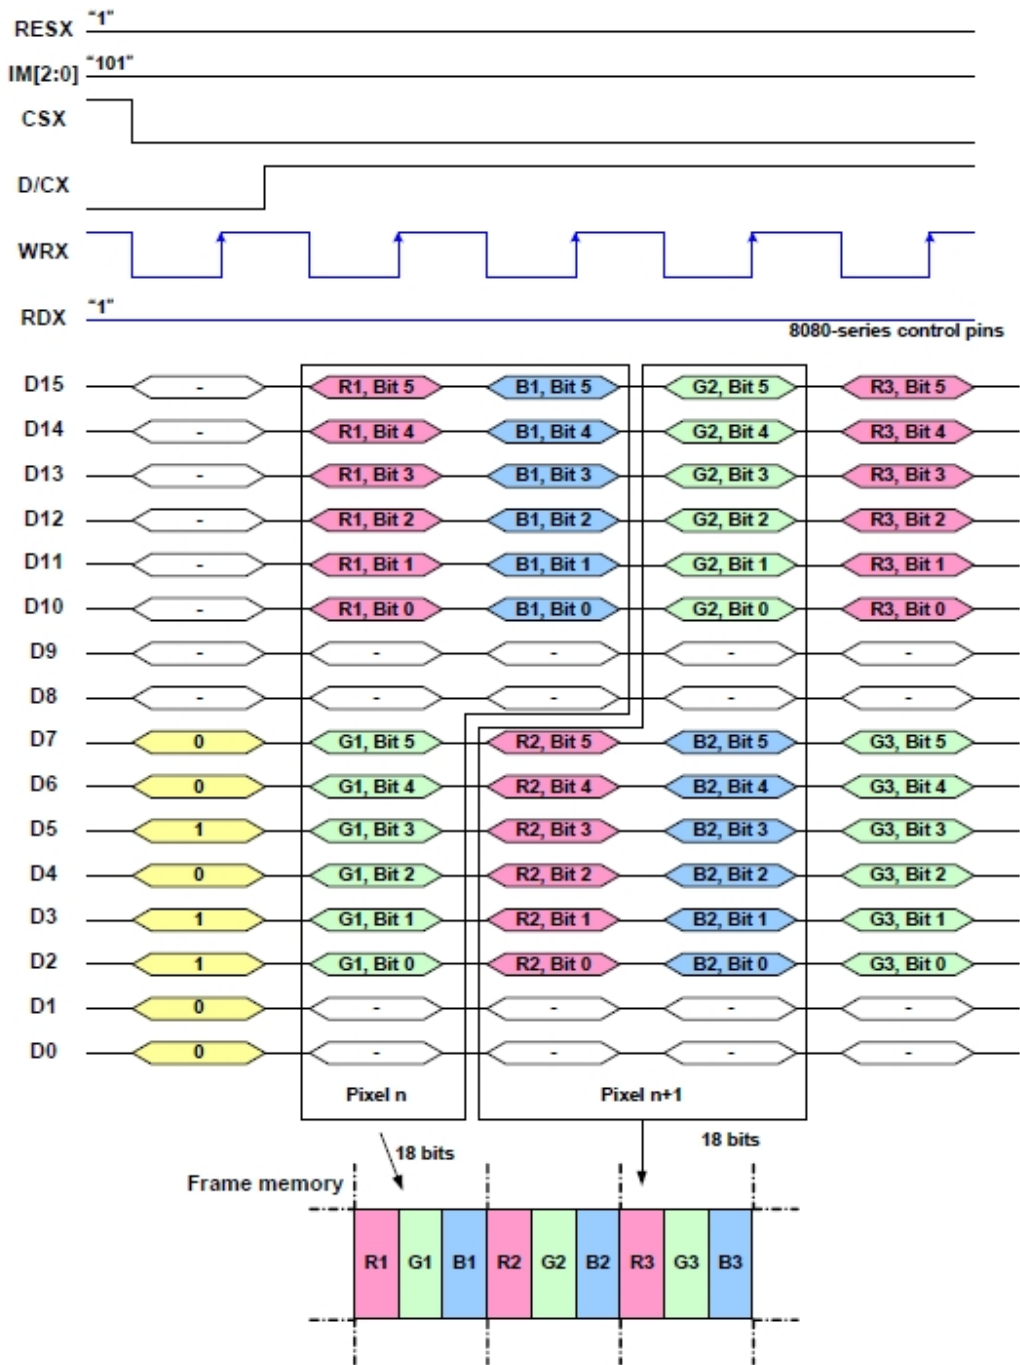 RESX "1"
IM[2:0] "101"
CSX
D/CX
WRX
RDX "1"
8080-series control pins
D15 - R1, Bit 5 B1, Bit 5 G2, Bit 5 R3, Bit 5
D14 - R1, Bit 4 B1, Bit 4 G2, Bit 4 R3, Bit 4
D13 - R1, Bit 3 B1, Bit 3 G2, Bit 3 R3, Bit 3
D12 - R1, Bit 2 B1, Bit 2 G2, Bit 2 R3, Bit 2
D11 - R1, Bit 1 B1, Bit 1 G2, Bit 1 R3, Bit 1
D10 - R1, Bit 0 B1, Bit 0 G2, Bit 0 R3, Bit 0
D9 - - - - -
D8 - - - - -
D7 0 G1, Bit 5 R2, Bit 5 B2, Bit 5 G3, Bit 5
D6 0 G1, Bit 4 R2, Bit 4 B2, Bit 4 G3, Bit 4
D5 1 G1, Bit 3 R2, Bit 3 B2, Bit 3 G3, Bit 3
D4 0 G1, Bit 2 R2, Bit 2 B2, Bit 2 G3, Bit 2
D3 1 G1, Bit 1 R2, Bit 1 B2, Bit 1 G3, Bit 1
D2 1 G1, Bit 0 R2, Bit 0 B2, Bit 0 G3, Bit 0
D1 0 - - - -
D0 0 - - - -
Pixel n Pixel n+1
18 bits 18 bits
Frame memory
R1 G1 B1 R2 G2 B2 R3 G3 B3